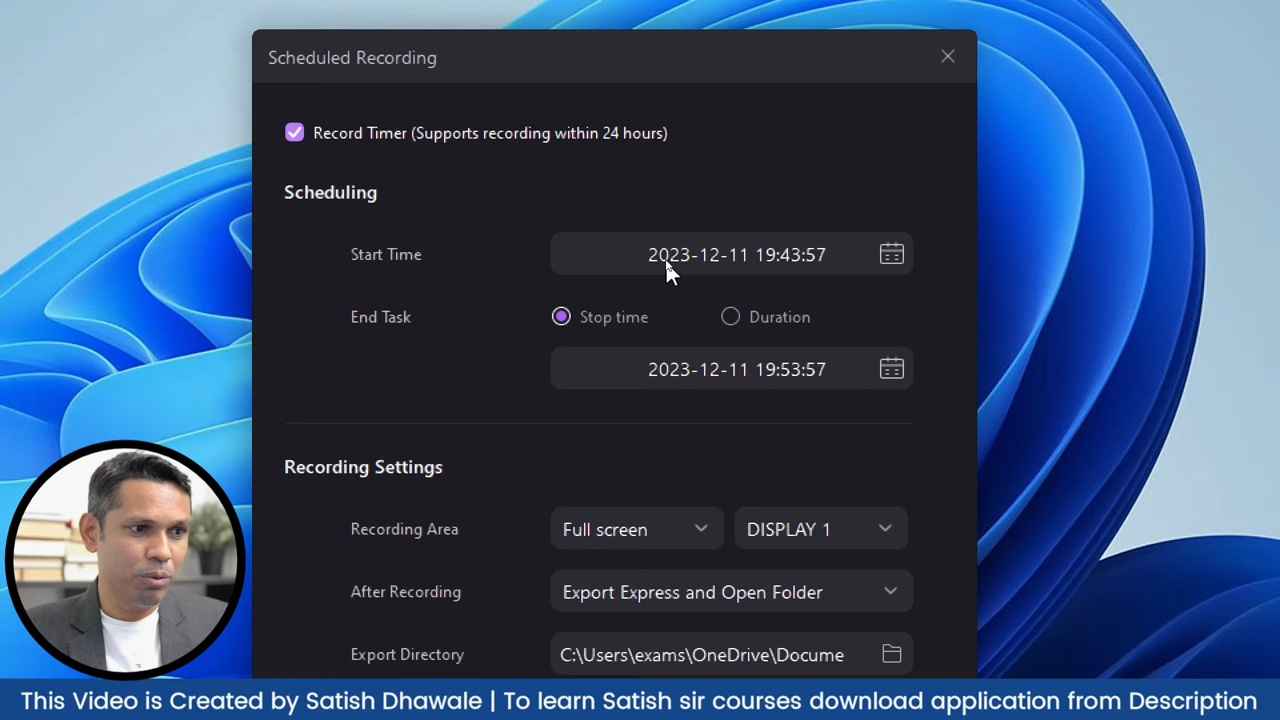 Scheduled Recording
Record Timer (Supports recording within 24 hours)
Scheduling
Start Time 2023-12-11 19:43:57
End Task Stop time Duration
2023-12-11 19:53:57
Recording Settings
Recording Area Full screen DISPLAY 1
After Recording Export Express and Open Folder
Export Directory C:\Users\exams\OneDrive\Docume
This Video is Created by Satish Dhawale | To learn Satish sir courses download application from Description